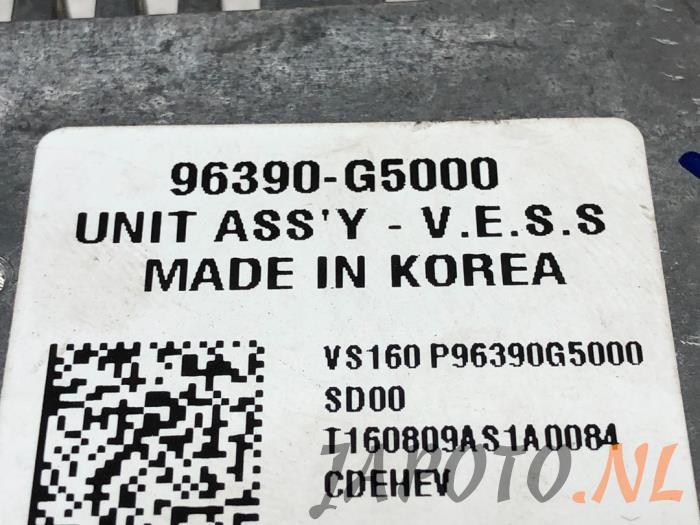 96390-G5000
UNIT ASS'Y - V.E.S.S
MADE IN KOREA
VS160 P96390G5000
SD00
T160809AS1A0084
CDEHEV
JAPOTO.NL